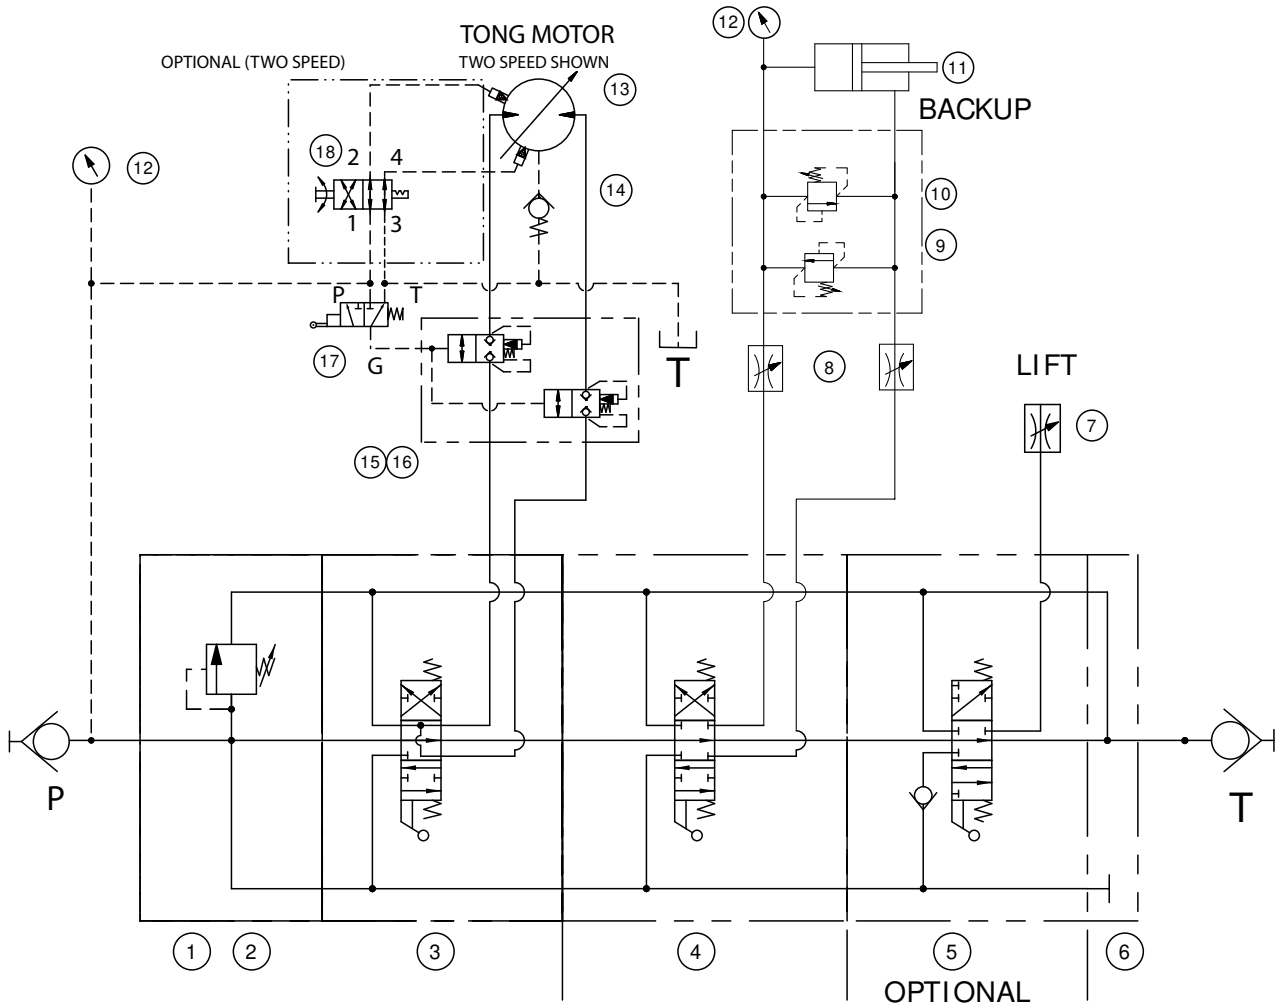 TONG MOTOR
OPTIONAL (TWO SPEED)
TWO SPEED SHOWN
12
11
13
BACKUP
12
18
2
4
14
10
1
3
9
P
T
17
G
T
8
LIFT
7
15
16
P
T
1
2
3
4
5
6
OPTIONAL